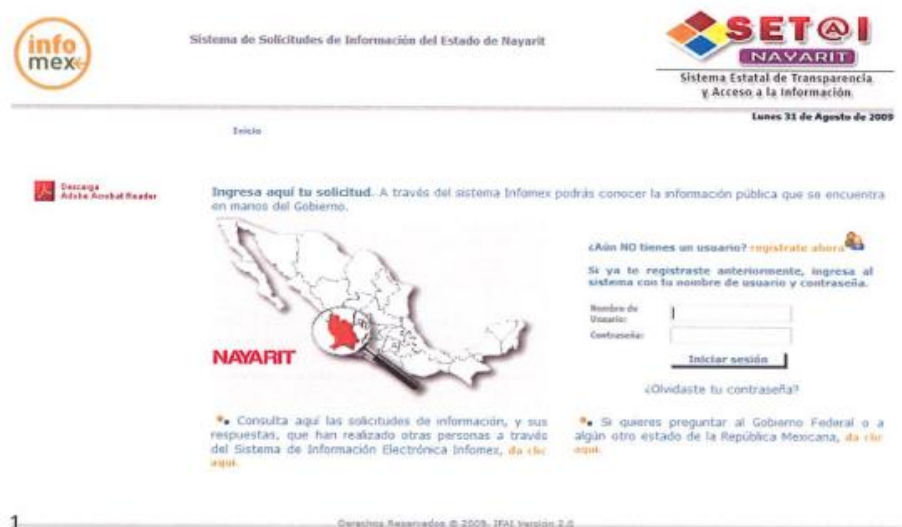 info
mex
Sistema de Solicitudes de Información del Estado de Nayarit
SET@I
NAYARIT
Sistema Estatal de Transparencia
y Acceso a la Información
Lunes 31 de Agosto de 2009
Inicio
Descarga
Adobe Acrobat Reader
Ingresa aquí tu solicitud. A través del sistema Infomex podrás conocer la información pública que se encuentra
en manos del Gobierno.
¿Aún NO tienes un usuario? regístrate ahora
Si ya te registraste anteriormente, ingresa al
sistema con tu nombre de usuario y contraseña.
Nombre de
Usuario:
Contraseña:
Iniciar sesión
¿Olvidaste tu contraseña?
NAYARIT
Consulta aquí las solicitudes de información, y sus
respuestas, que han realizado otras personas a través
del Sistema de Información Electrónica Infomex, da clic
aquí.
Si quieres preguntar al Gobierno Federal o a
algún otro estado de la República Mexicana, da clic
aquí.
1
Derechos Reservados © 2009. IFAI Versión 2.0